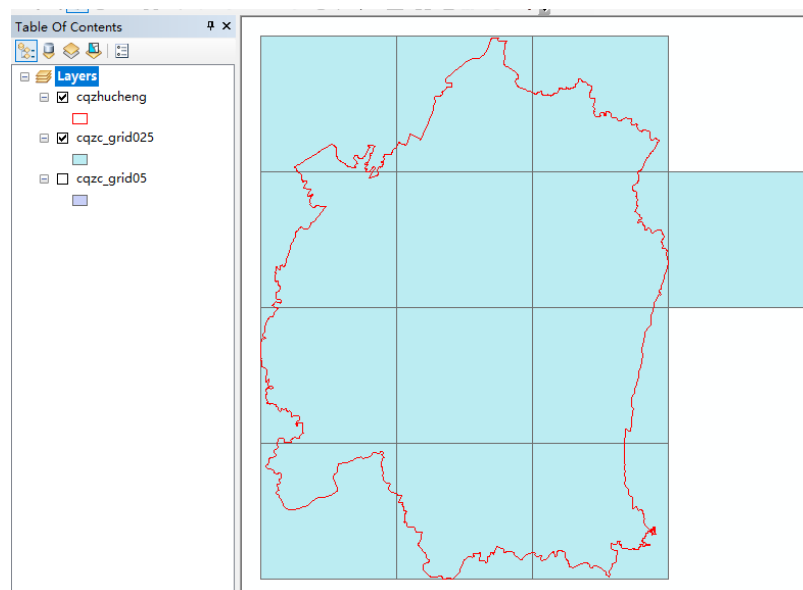 Table Of Contents
Layers
cqzhucheng
cqzc_grid025
cqzc_grid05